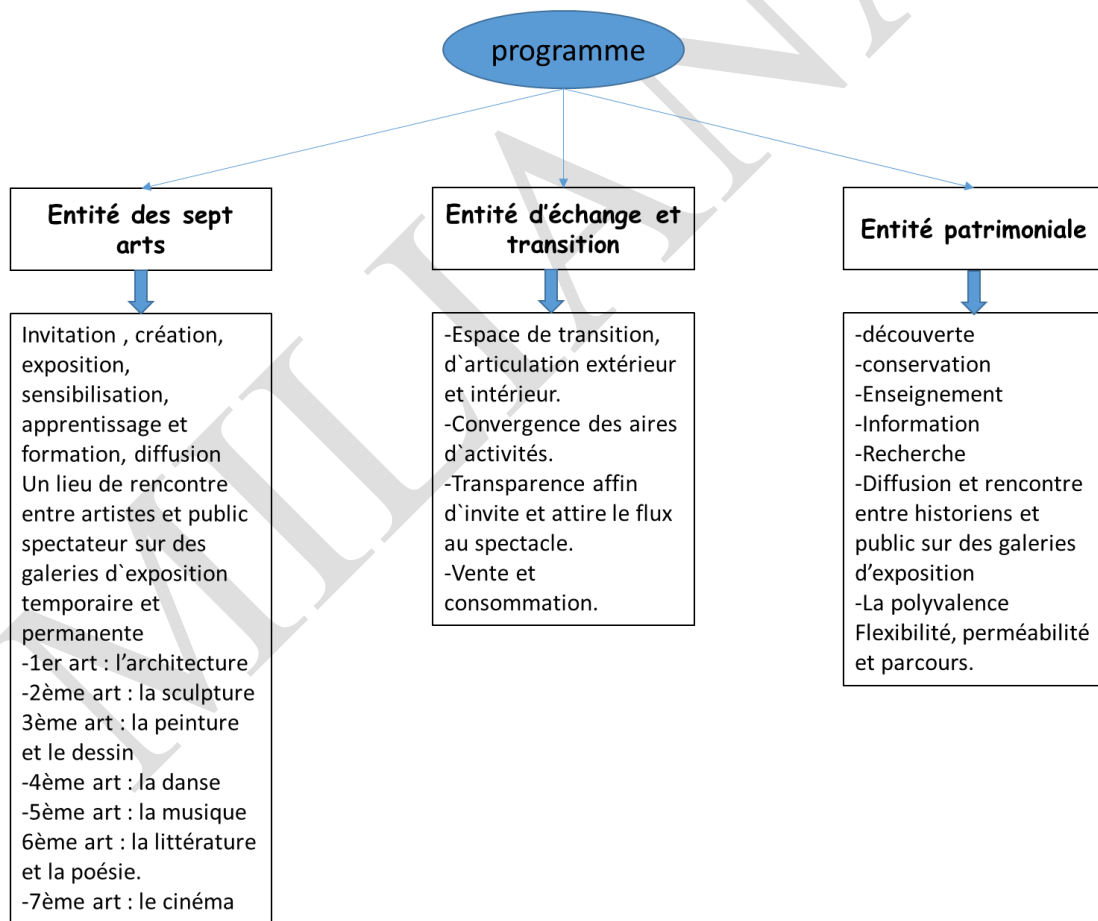 programme
Entité des sept
arts
Invitation , création,
exposition,
sensibilisation,
apprentissage et
formation, diffusion
Un lieu de rencontre
entre artistes et public
spectateur sur des
galeries d`exposition
temporaire et
permanente
-1er art : l’architecture
-2ème art : la sculpture
3ème art : la peinture
et le dessin
-4ème art : la danse
-5ème art : la musique
6ème art : la littérature
et la poésie.
-7ème art : le cinéma
Entité d'échange et
transition
-Espace de transition,
d`articulation extérieur
et intérieur.
-Convergence des aires
d`activités.
-Transparence affin
d`invite et attire le flux
au spectacle.
-Vente et
consommation.
Entité patrimoniale
-découverte
-conservation
-Enseignement
-Information
-Recherche
-Diffusion et rencontre
entre historiens et
public sur des galeries
d’exposition
-La polyvalence
Flexibilité, perméabilité
et parcours.
MILIANA